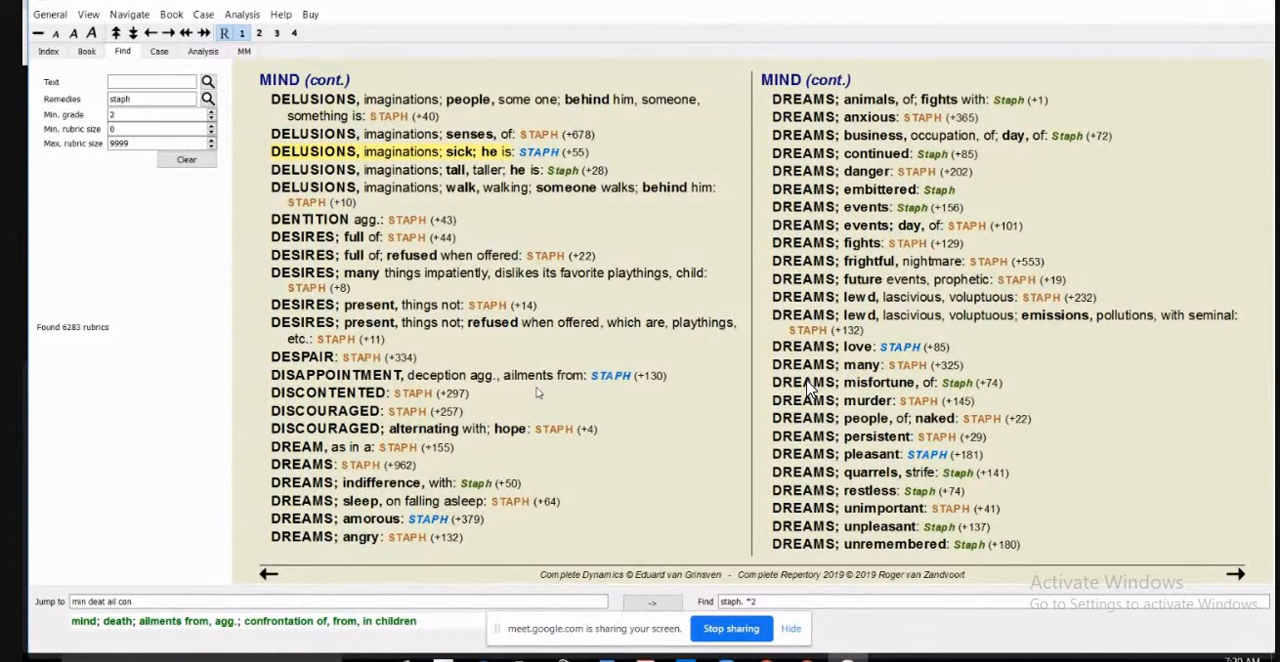 General View Navigate Book Case Analysis Help Buy
A A A R 1 2 3 4
Index Book Find Case Analysis MM
Text
Remedies staph
Min. grade 2
Min. rubric size 0
Max. rubric size 9999
Clear
Found 6283 rubrics
MIND (cont.)
DELUSIONS, imaginations; people, some one; behind him, someone,
something is: STAPH (+40)
DELUSIONS, imaginations; senses, of: STAPH (+678)
DELUSIONS, imaginations; sick; he is: STAPH (+55)
DELUSIONS, imaginations; tall, taller; he is: Staph (+28)
DELUSIONS, imaginations; walk, walking; someone walks; behind him:
STAPH (+10)
DENTITION agg.: STAPH (+43)
DESIRES; full of: STAPH (+44)
DESIRES; full of; refused when offered: STAPH (+22)
DESIRES; many things impatiently, dislikes its favorite playthings, child:
STAPH (+8)
DESIRES; present, things not: STAPH (+14)
DESIRES; present, things not; refused when offered, which are, playthings,
etc.: STAPH (+11)
DESPAIR: STAPH (+334)
DISAPPOINTMENT, deception agg., ailments from: STAPH (+130)
DISCONTENTED: STAPH (+297)
DISCOURAGED: STAPH (+257)
DISCOURAGED; alternating with; hope: STAPH (+4)
DREAM, as in a: STAPH (+155)
DREAMS: STAPH (+962)
DREAMS; indifference, with: Staph (+50)
DREAMS; sleep, on falling asleep: STAPH (+64)
DREAMS; amorous: STAPH (+379)
DREAMS; angry: STAPH (+132)
MIND (cont.)
DREAMS; animals, of; fights with: Staph (+1)
DREAMS; anxious: STAPH (+365)
DREAMS; business, occupation, of; day, of: Staph (+72)
DREAMS; continued: Staph (+85)
DREAMS; danger: STAPH (+202)
DREAMS; embittered: Staph
DREAMS; events: Staph (+156)
DREAMS; events; day, of: STAPH (+101)
DREAMS; fights: STAPH (+129)
DREAMS; frightful, nightmare: STAPH (+553)
DREAMS; future events, prophetic: STAPH (+19)
DREAMS; lewd, lascivious, voluptuous: STAPH (+232)
DREAMS; lewd, lascivious, voluptuous; emissions, pollutions, with seminal:
STAPH (+132)
DREAMS; love: STAPH (+85)
DREAMS; many: STAPH (+325)
DREAMS; misfortune, of: Staph (+74)
DREAMS; murder: STAPH (+145)
DREAMS; people, of; naked: STAPH (+22)
DREAMS; persistent: STAPH (+29)
DREAMS; pleasant: STAPH (+181)
DREAMS; quarrels, strife: Staph (+141)
DREAMS; restless: Staph (+74)
DREAMS; unimportant: STAPH (+41)
DREAMS; unpleasant: Staph (+137)
DREAMS; unremembered: Staph (+180)
Complete Dynamics © Eduard van Grinsven - Complete Repertory 2019 © 2019 Roger van Zandvoort
Activate Windows
Go to Settings to activate Windows.
Jump to min deat ail con -> Find staph. *2
mind; death; ailments from, agg.; confrontation of, from, in children
meet.google.com is sharing your screen. Stop sharing Hide